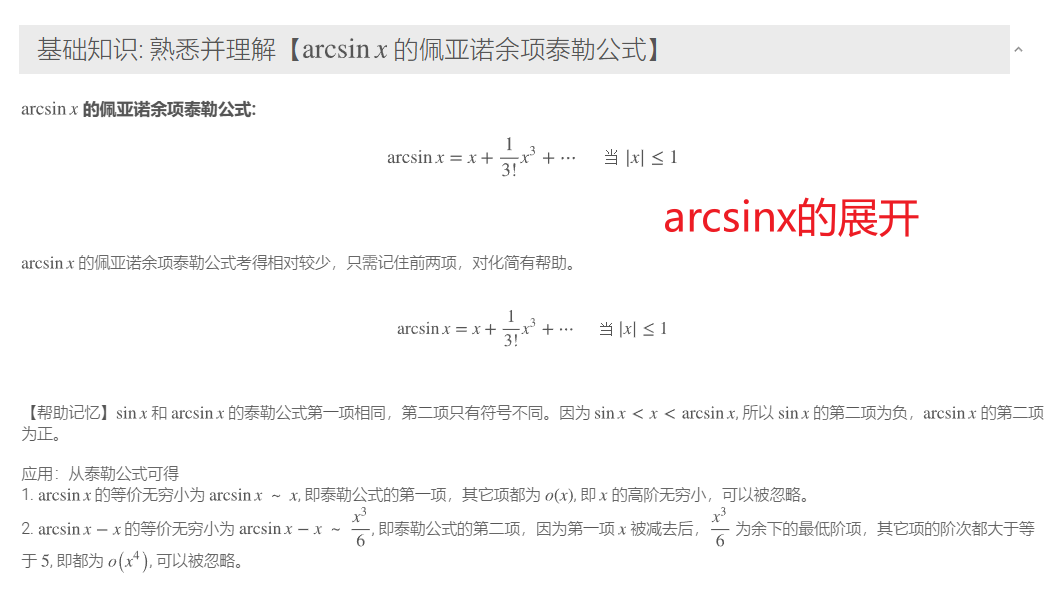 基础知识: 熟悉并理解【arcsin x 的佩亚诺余项泰勒公式】
arcsin x 的佩亚诺余项泰勒公式:
arcsin x = x + \frac{1}{3!}x^3 + ⋯ 当 |x| ≤ 1
arcsinx的展开
arcsin x 的佩亚诺余项泰勒公式考得相对较少，只需记住前两项，对化简有帮助。
arcsin x = x + \frac{1}{3!}x^3 + ⋯ 当 |x| ≤ 1
【帮助记忆】sin x 和 arcsin x 的泰勒公式第一项相同，第二项只有符号不同。因为 sin x < x < arcsin x, 所以 sin x 的第二项为负，arcsin x 的第二项
为正。
应用：从泰勒公式可得
1. arcsin x 的等价无穷小为 arcsin x ~ x, 即泰勒公式的第一项，其它项都为 o(x), 即 x 的高阶无穷小，可以被忽略。
2. arcsin x − x 的等价无穷小为 arcsin x − x ~ \frac{x^3}{6}, 即泰勒公式的第二项，因为第一项 x 被减去后，\frac{x^3}{6} 为余下的最低阶项，其它项的阶次都大于等
于 5, 即都为 o(x^4), 可以被忽略。